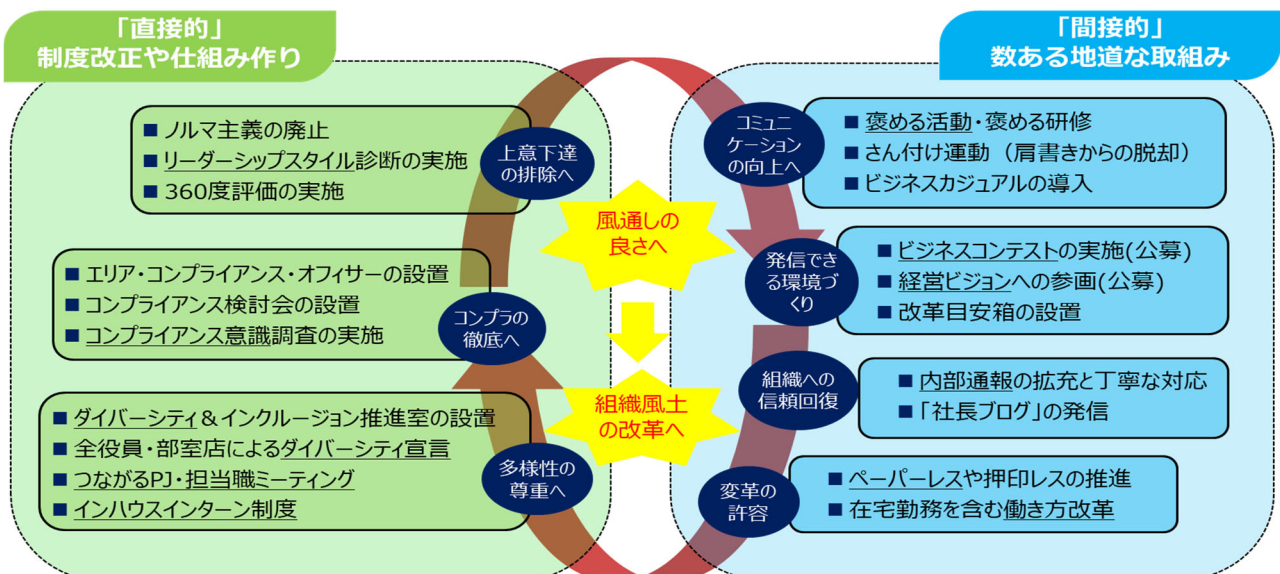 「直接的」
制度改正や仕組み作り
■ ノルマ主義の廃止
■ リーダーシップスタイル診断の実施
■ 360度評価の実施
上意下達
の排除へ
■ エリア・コンプライアンス・オフィサーの設置
■ コンプライアンス検討会の設置
■ コンプライアンス意識調査の実施
コンプラの
徹底へ
■ ダイバーシティ&インクルージョン推進室の設置
■ 全役員・部室店によるダイバーシティ宣言
■ つながるPJ・担当職ミーティング
■ インハウスインターン制度
多様性の
尊重へ
風通しの
良さへ
組織風土
の改革へ
「間接的」
数ある地道な取組み
コミュニ
ケーション
の向上へ
■ 褒める活動・褒める研修
■ さん付け運動（肩書きからの脱却）
■ ビジネスカジュアルの導入
発信でき
る環境づ
くり
■ ビジネスコンテストの実施(公募)
■ 経営ビジョンへの参画(公募)
■ 改革目安箱の設置
組織への
信頼回復
■ 内部通報の拡充と丁寧な対応
■ 「社長ブログ」の発信
変革の
許容
■ ペーパーレスや押印レスの推進
■ 在宅勤務を含む働き方改革